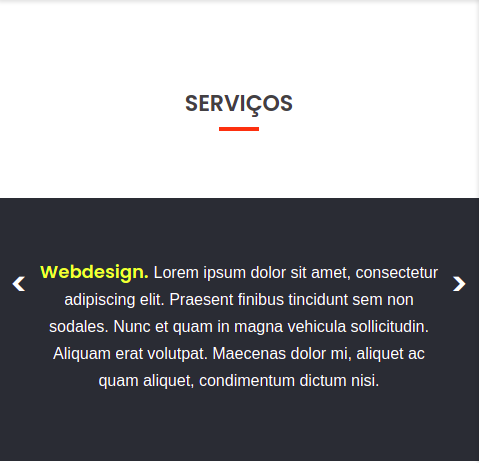 SERVIÇOS
Webdesign. Lorem ipsum dolor sit amet, consectetur
adipiscing elit. Praesent finibus tincidunt sem non
sodales. Nunc et quam in magna vehicula sollicitudin.
Aliquam erat volutpat. Maecenas dolor mi, aliquet ac
quam aliquet, condimentum dictum nisi.